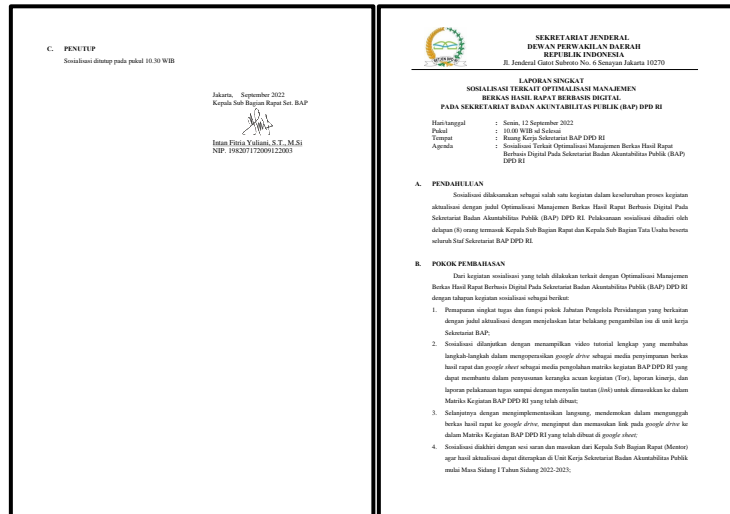 C. PENUTUP
Sosialisasi ditutup pada pukul 10.30 WIB
Jakarta, September 2022
Kepala Sub Bagian Rapat Set. BAP
Intan Fitria Yuliani, S.T., M.Si
NIP. 198207172009122003
SEKRETARIAT JENDERAL
DEWAN PERWAKILAN DAERAH
REPUBLIK INDONESIA
Jl. Jenderal Gatot Subroto No. 6 Senayan Jakarta 10270
LAPORAN SINGKAT
SOSIALISASI TERKAIT OPTIMALISASI MANAJEMEN
BERKAS HASIL RAPAT BERBASIS DIGITAL
PADA SEKRETARIAT BADAN AKUNTABILITAS PUBLIK (BAP) DPD RI
Hari/tanggal : Senin, 12 September 2022
Pukul : 10.00 WIB sd Selesai
Tempat : Ruang Kerja Sekretariat BAP DPD RI
Agenda : Sosialisasi Terkait Optimalisasi Manajemen Berkas Hasil Rapat
Berbasis Digital Pada Sekretariat Badan Akuntabilitas Publik (BAP)
DPD RI
A. PENDAHULUAN
Sosialisasi dilaksanakan sebagai salah satu kegiatan dalam keseluruhan proses kegiatan
aktualisasi dengan judul Optimalisasi Manajemen Berkas Hasil Rapat Berbasis Digital Pada
Sekretariat Badan Akuntabilitas Publik (BAP) DPD RI. Pelaksanaan sosialisasi dihadiri oleh
delapan (8) orang termasuk Kepala Sub Bagian Rapat dan Kepala Sub Bagian Tata Usaha beserta
seluruh Staf Sekretariat BAP DPD RI.
B. POKOK PEMBAHASAN
Dari kegiatan sosialisasi yang telah dilakukan terkait dengan Optimalisasi Manajemen
Berkas Hasil Rapat Berbasis Digital Pada Sekretariat Badan Akuntabilitas Publik (BAP) DPD RI
dengan tahapan kegiatan sosialisasi sebagai berikut:
1. Pemaparan singkat tugas dan fungsi pokok Jabatan Pengelola Persidangan yang berkaitan
dengan judul aktualisasi dengan menjelaskan latar belakang pengambilan isu di unit kerja
Sekretariat BAP;
2. Sosialisasi dilanjutkan dengan menampilkan video tutorial lengkap yang membahas
langkah-langkah dalam mengoperasikan google drive sebagai media penyimpanan berkas
hasil rapat dan google sheet sebagai media pengolahan matriks kegiatan BAP DPD RI yang
dapat membantu dalam penyusunan kerangka acuan kegiatan (Tor), laporan kinerja, dan
laporan pelakanaan tugas sampai dengan menyalin tautan (link) untuk dimasukkan ke dalam
Matriks Kegiatan BAP DPD RI yang telah dibuat;
3. Selanjutnya dengan mengimplementasikan langsung, mendemokan dalam mengunggah
berkas hasil rapat ke google drive, menginput dan memasukan link pada google drive ke
dalam Matriks Kegiatan BAP DPD RI yang telah dibuat di google sheet;
4. Sosialisasi diakhiri dengan sesi saran dan masukan dari Kepala Sub Bagian Rapat (Mentor)
agar hasil aktualisasi dapat diterapkan di Unit Kerja Sekretariat Badan Akuntabilitas Publik
mulai Masa Sidang I Tahun Sidang 2022-2023;